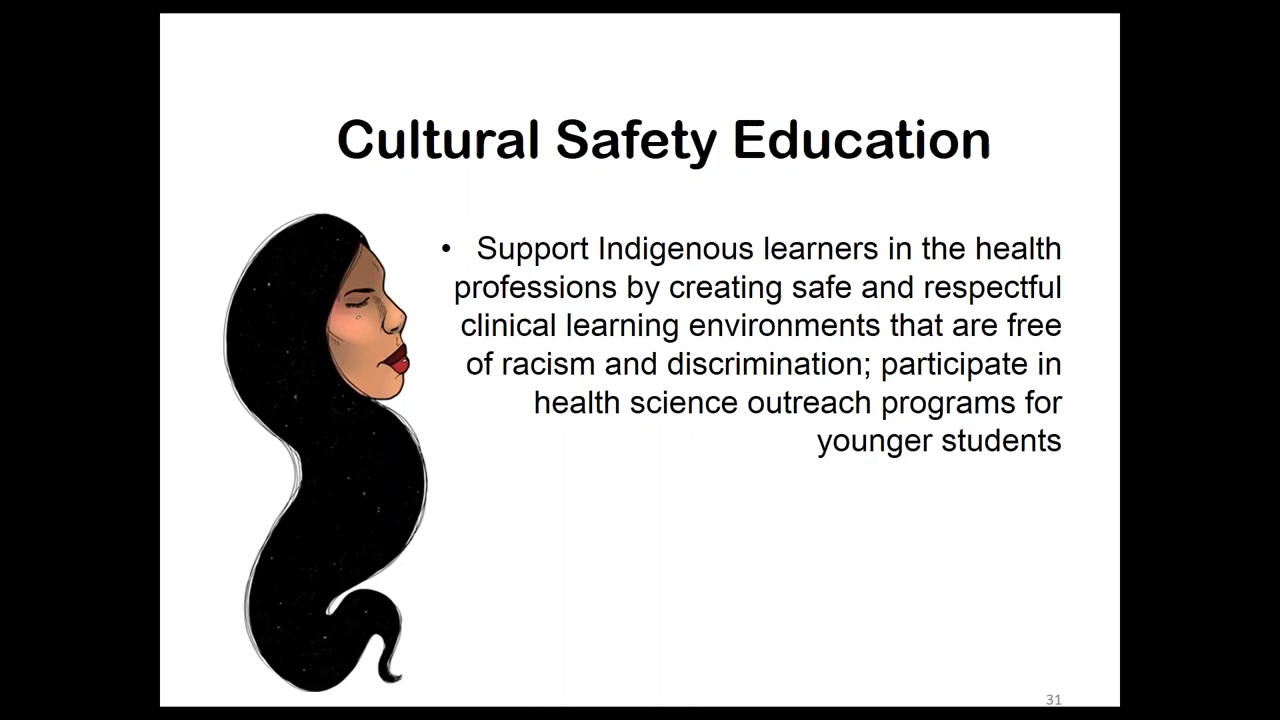 Cultural Safety Education
• Support Indigenous learners in the health
professions by creating safe and respectful
clinical learning environments that are free
of racism and discrimination; participate in
health science outreach programs for
younger students
31